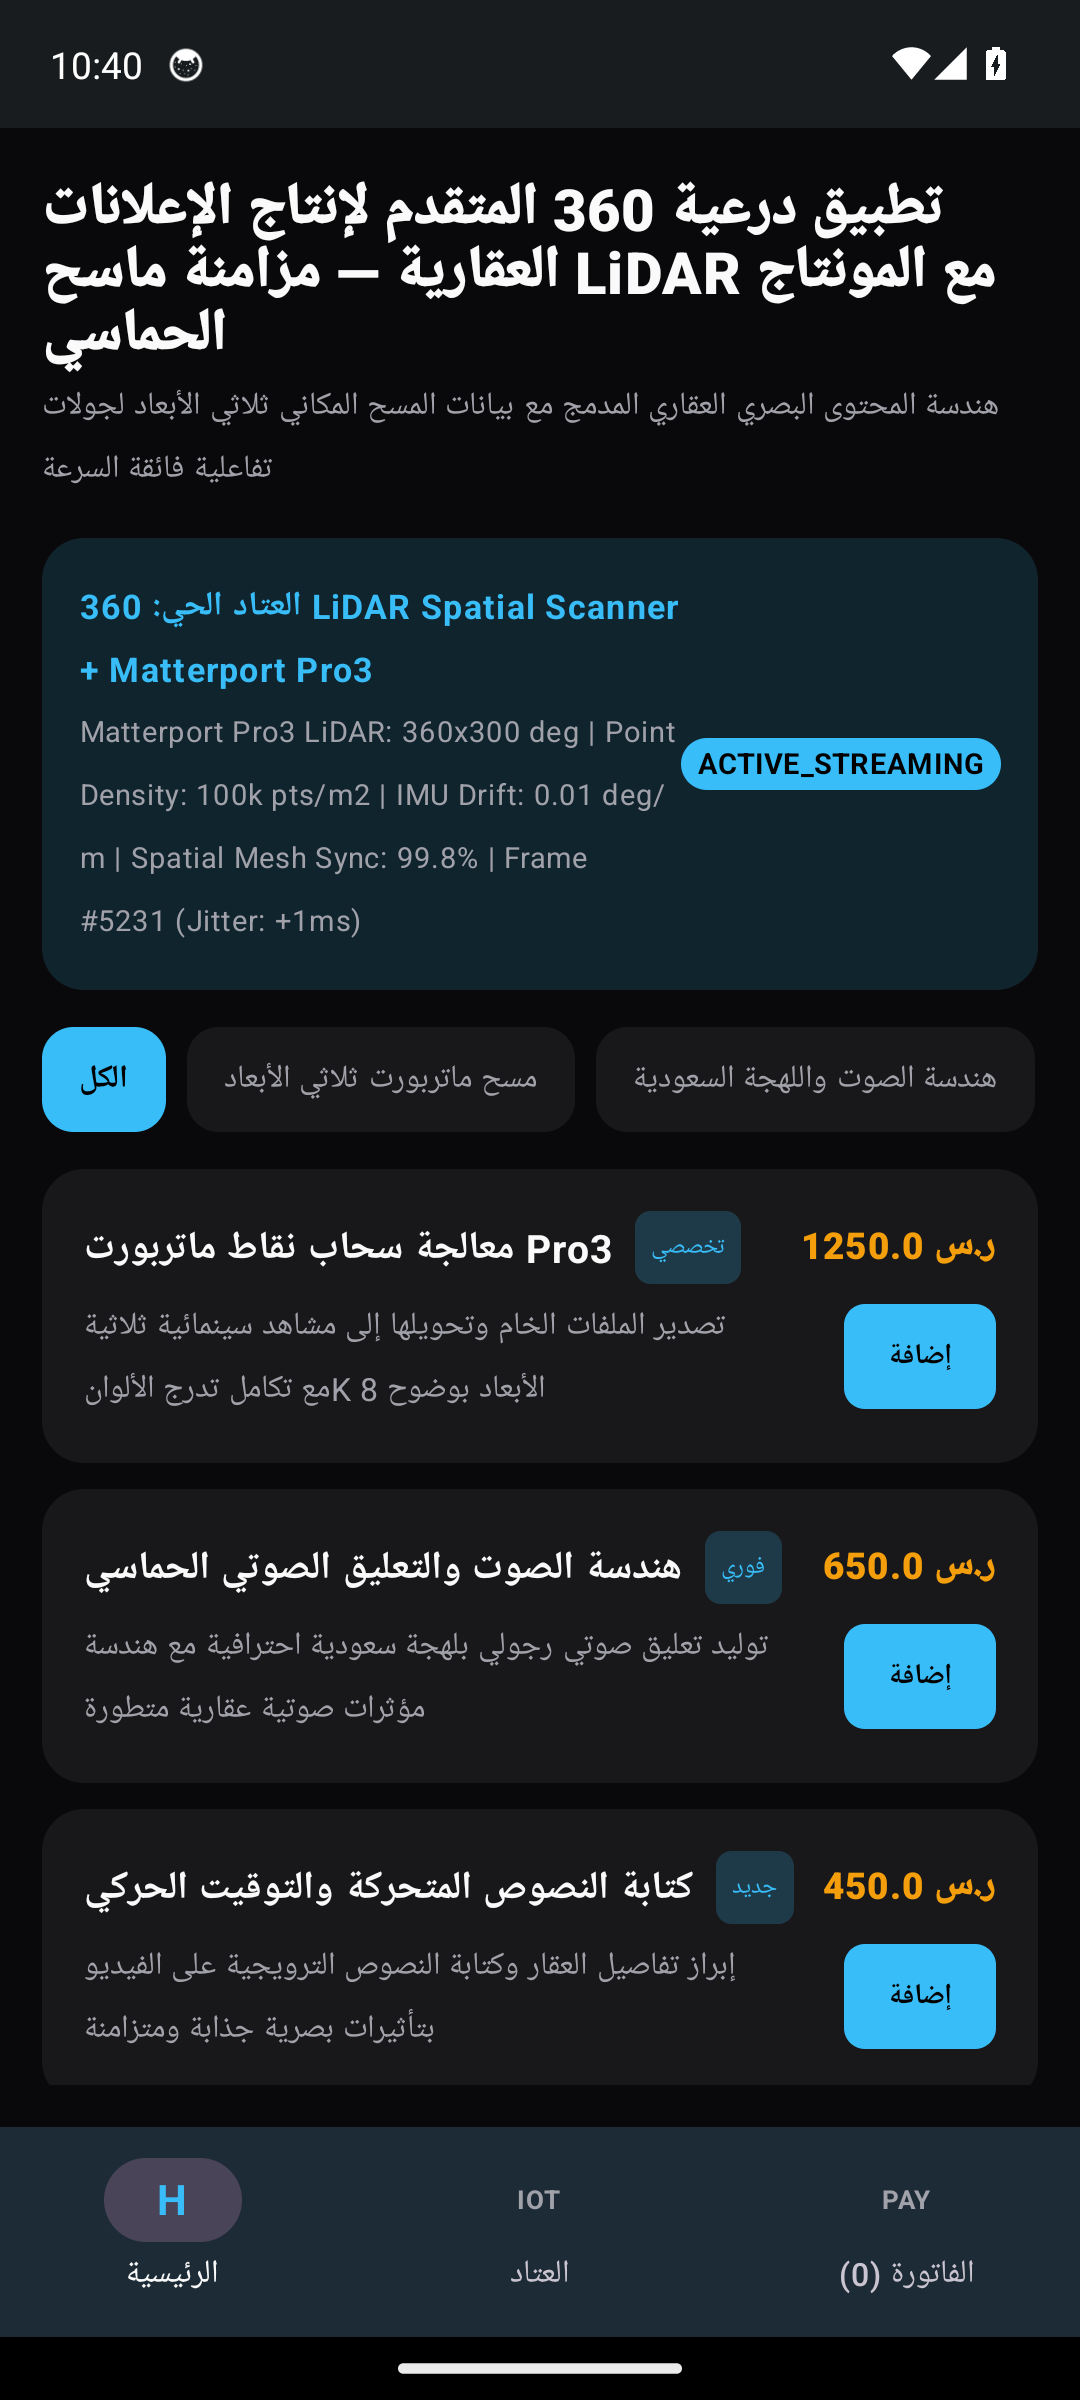 10:40
تطبيق درعية 360 المتقدم لإنتاج الإعلانات
العقارية — مزامنة ماسح LiDAR مع المونتاج
الحماسي
هندسة المحتوى البصري العقاري المدمج مع بيانات المسح المكاني ثلاثي الأبعاد لجولات
تفاعلية فائقة السرعة
العتاد الحي: 360 LiDAR Spatial Scanner
+ Matterport Pro3
Matterport Pro3 LiDAR: 360x300 deg | Point
Density: 100k pts/m2 | IMU Drift: 0.01 deg/
m | Spatial Mesh Sync: 99.8% | Frame
#5231 (Jitter: +1ms)
ACTIVE_STREAMING
الكل
مسح ماتربورت ثلاثي الأبعاد
هندسة الصوت واللهجة السعودية
معالجة سحاب نقاط ماتربورت Pro3
تخصصي
1250.0 ر.س
تصدير الملفات الخام وتحويلها إلى مشاهد سينمائية ثلاثية
الأبعاد بوضوح 8 Kمع تكامل تدرج الألوان
إضافة
هندسة الصوت والتعليق الصوتي الحماسي
فوري
650.0 ر.س
توليد تعليق صوتي رجولي بلهجة سعودية احترافية مع هندسة
مؤثرات صوتية عقارية متطورة
إضافة
كتابة النصوص المتحركة والتوقيت الحركي
جديد
450.0 ر.س
إبراز تفاصيل العقار وكتابة النصوص الترويجية على الفيديو
بتأثيرات بصرية جذابة ومتزامنة
إضافة
H
الرئيسية
IOT
العتاد
PAY
الفاتورة (0)